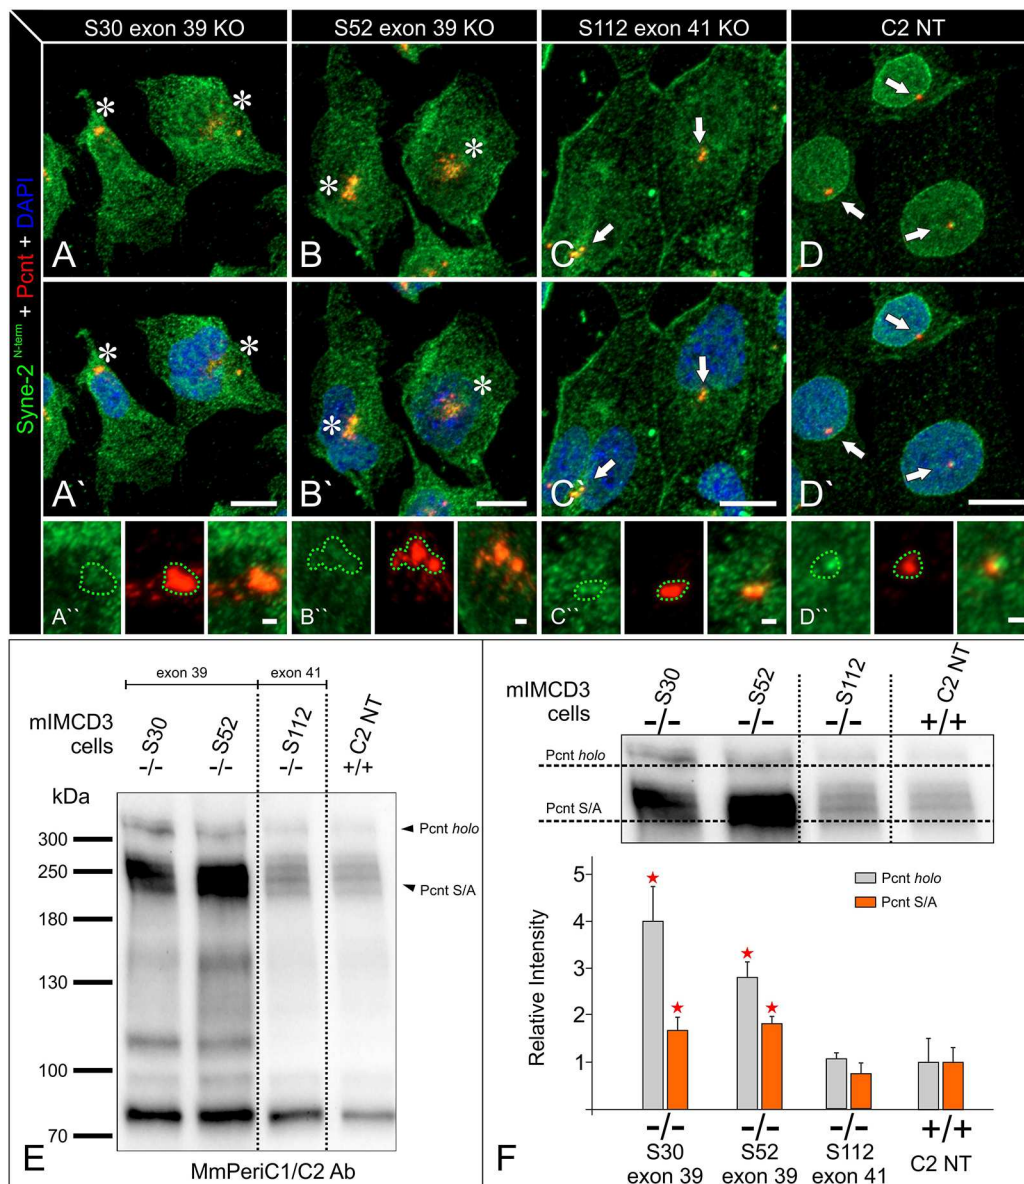 S30 exon 39 KO
S52 exon 39 KO
S112 exon 41 KO
C2 NT
Syne-2 N-term + Pcnt + DAPI
A
B
C
D
A`
B`
C`
D`
A``
B``
C``
D``
exon 39
exon 41
mIMCD3
cells
-/- S30
-/- S52
-/- S112
+/+ C2 NT
kDa
300
250
180
130
100
70
Pcnt holo
Pcnt S/A
E
MmPeriC1/C2 Ab
mIMCD3
cells
S30
S52
S112
C2 NT
-/-
-/-
-/-
+/+
Pcnt holo
Pcnt S/A
Relative Intensity
5
4
3
2
1
Pcnt holo
Pcnt S/A
-/-
-/-
-/-
+/+
S30
exon 39
S52
exon 39
S112
exon 41
C2 NT
F